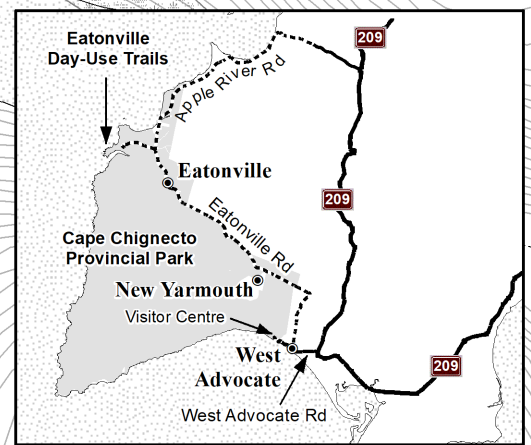 209
Eatonville
Day-Use Trails
Apple River Rd
Eatonville
209
Eatonville Rd
Cape Chignecto
Provincial Park
New Yarmouth
Visitor Centre
West
Advocate
209
West Advocate Rd